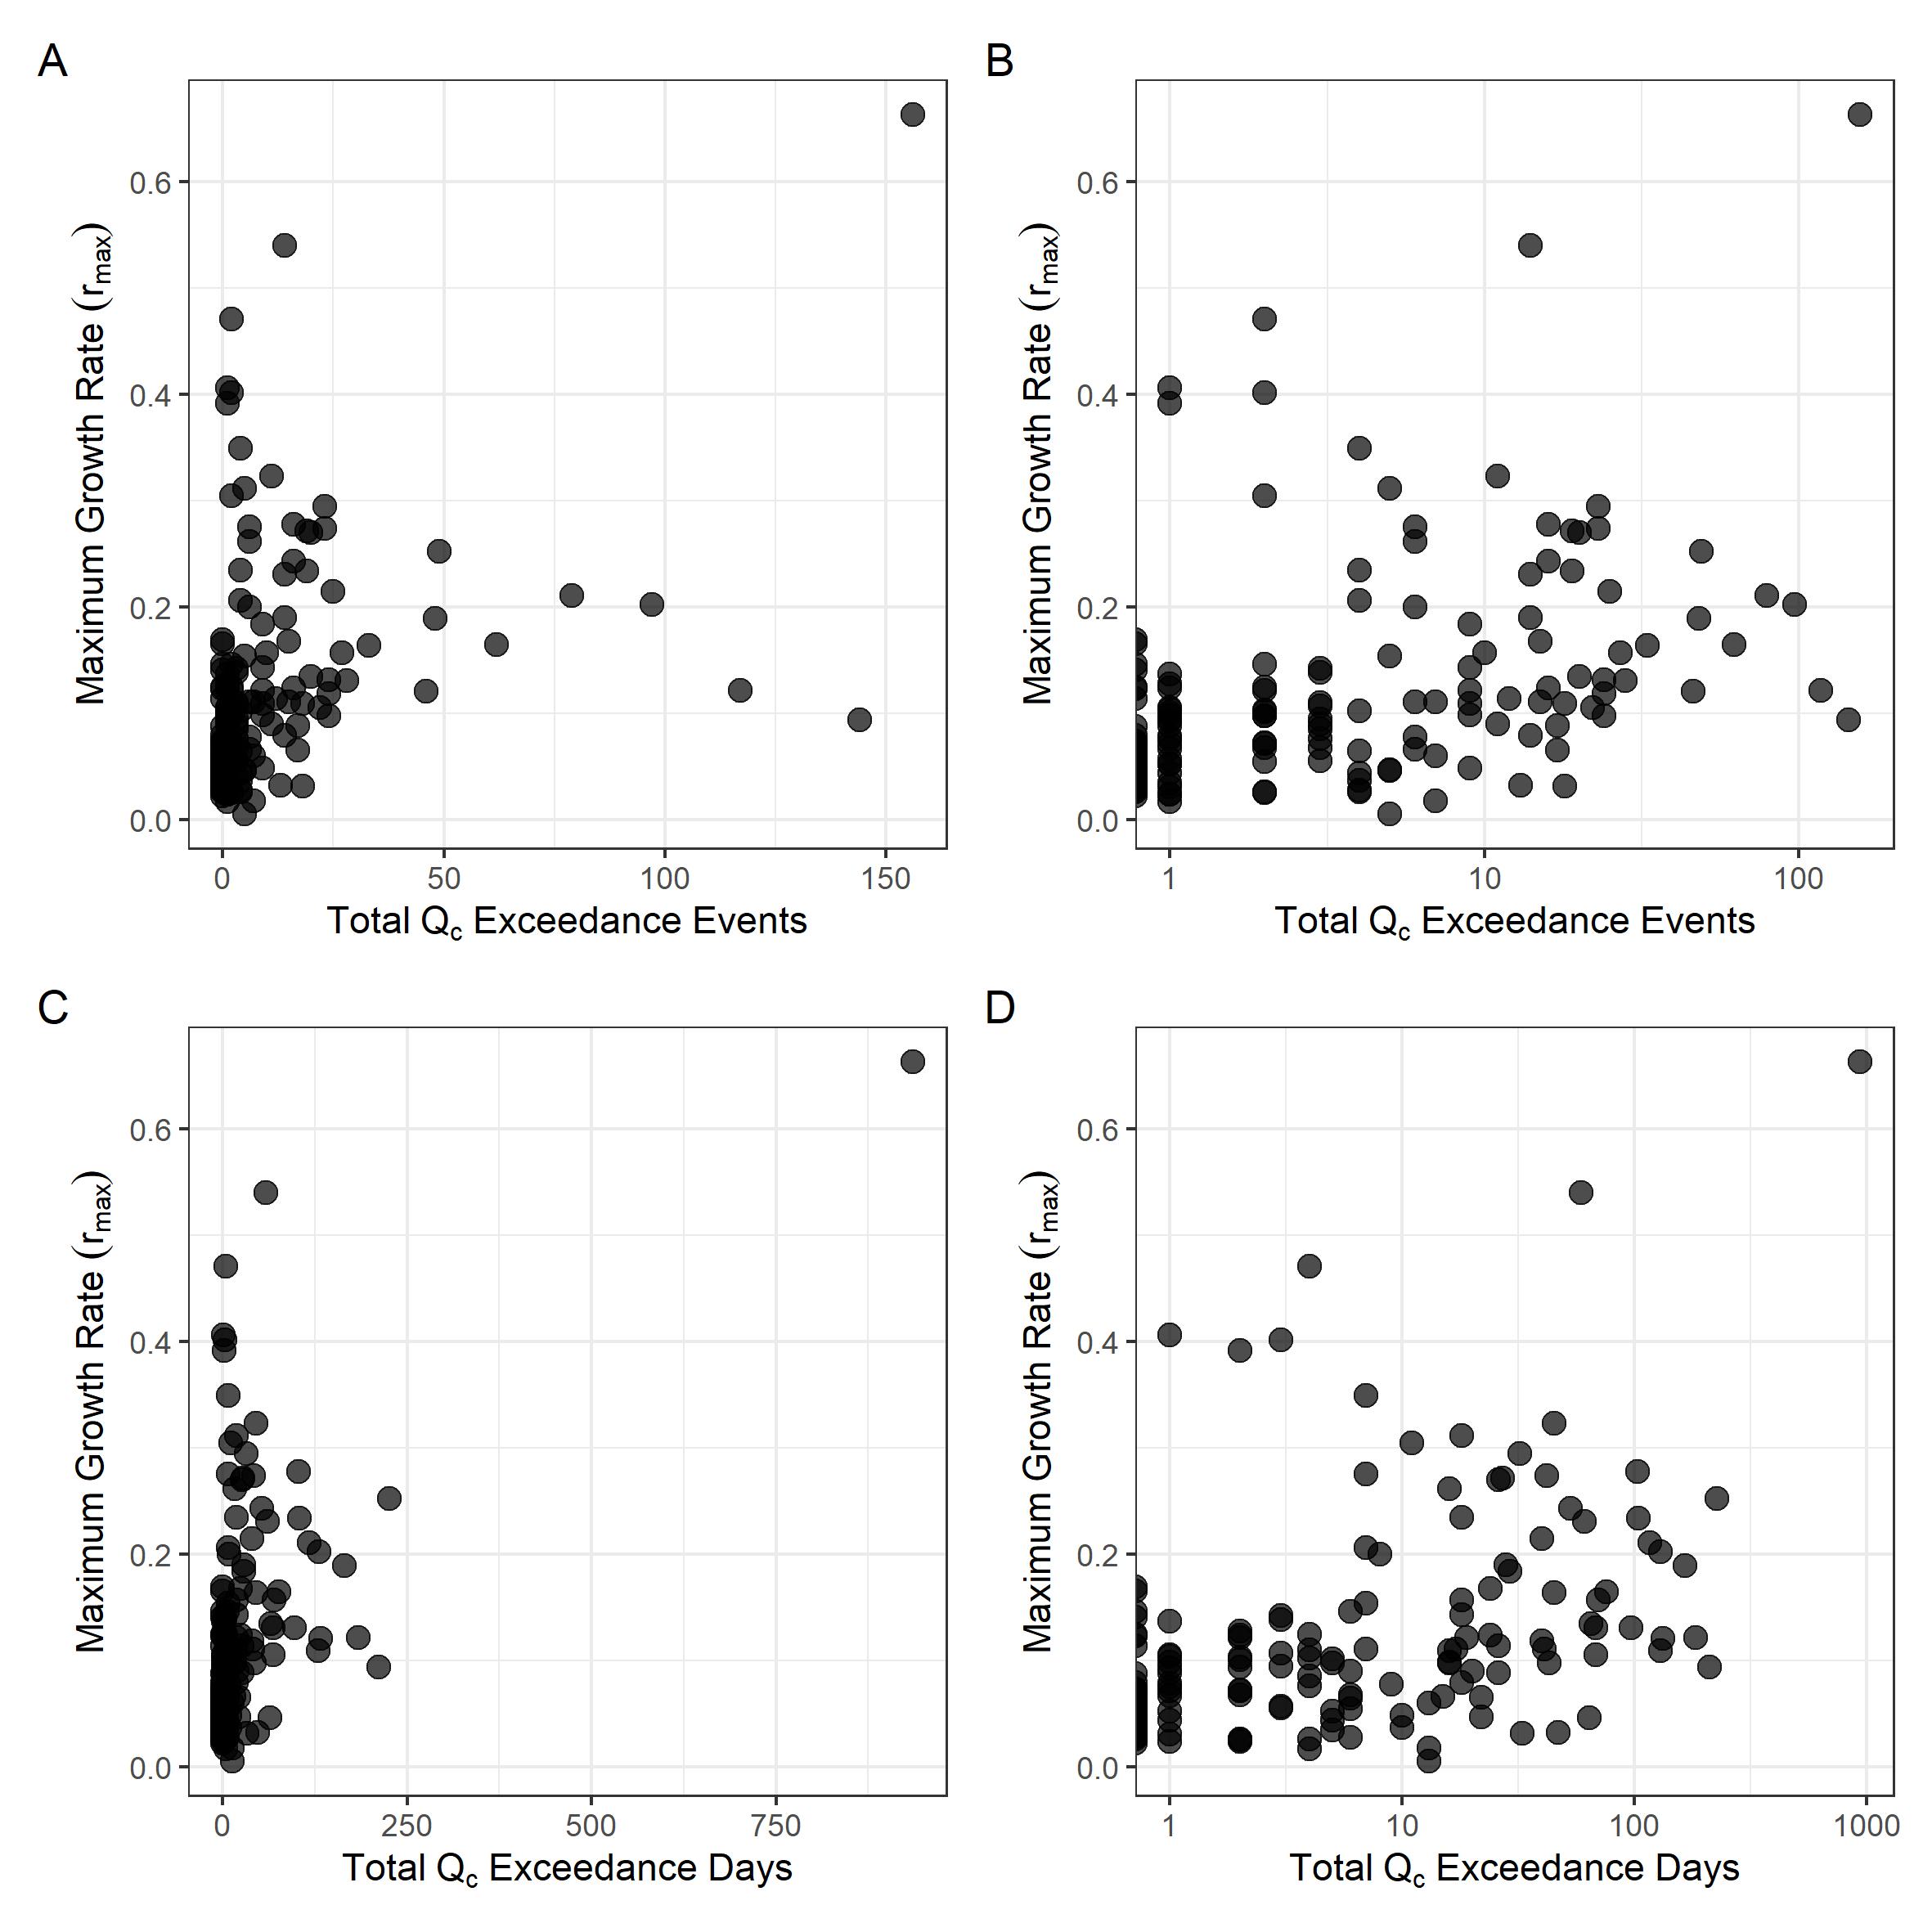 A
Maximum Growth Rate (rmax)
0.6
0.4
0.2
0.0
0 50 100 150
Total Qc Exceedance Events
B
Maximum Growth Rate (rmax)
0.6
0.4
0.2
0.0
1 10 100
Total Qc Exceedance Events
C
Maximum Growth Rate (rmax)
0.6
0.4
0.2
0.0
0 250 500 750
Total Qc Exceedance Days
D
Maximum Growth Rate (rmax)
0.6
0.4
0.2
0.0
1 10 100 1000
Total Qc Exceedance Days